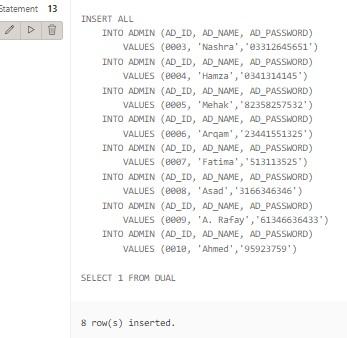 Statement 13
INSERT ALL
INTO ADMIN (AD_ID, AD_NAME, AD_PASSWORD)
VALUES (0003, 'Nashra','03312645651')
INTO ADMIN (AD_ID, AD_NAME, AD_PASSWORD)
VALUES (0004, 'Hamza','0341314145')
INTO ADMIN (AD_ID, AD_NAME, AD_PASSWORD)
VALUES (0005, 'Mehak','82358257532')
INTO ADMIN (AD_ID, AD_NAME, AD_PASSWORD)
VALUES (0006, 'Arqam','23441551325')
INTO ADMIN (AD_ID, AD_NAME, AD_PASSWORD)
VALUES (0007, 'Fatima','513113525')
INTO ADMIN (AD_ID, AD_NAME, AD_PASSWORD)
VALUES (0008, 'Asad','3166346346')
INTO ADMIN (AD_ID, AD_NAME, AD_PASSWORD)
VALUES (0009, 'A. Rafay','61346636433')
INTO ADMIN (AD_ID, AD_NAME, AD_PASSWORD)
VALUES (0010, 'Ahmed','95923759')
SELECT 1 FROM DUAL
8 row(s) inserted.